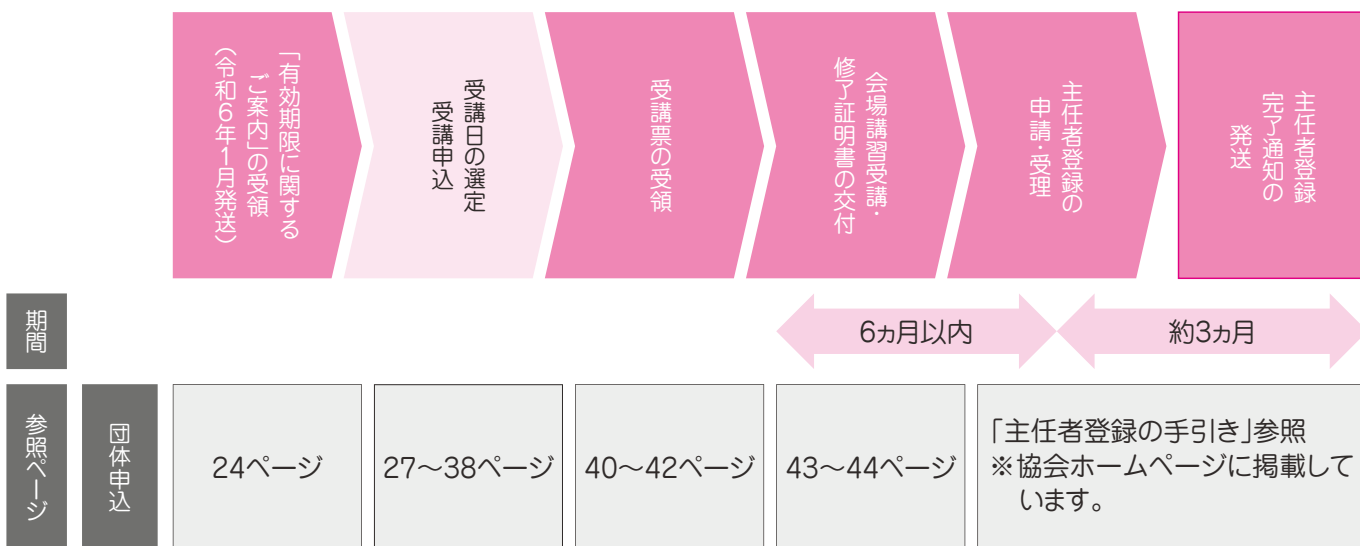 「有効期限に関する
ご案内」の受領
（令和6年1月発送）
受講日の選定
受講申込
受講票の受領
会場講習受講・
修了証明書の交付
主任者登録の
申請・受理
主任者登録
完了通知の
発送
期間
6ヵ月以内
約3ヵ月
参照ページ
団体申込
24ページ
27〜38ページ
40〜42ページ
43〜44ページ
「主任者登録の手引き」参照
※協会ホームページに掲載して
います。